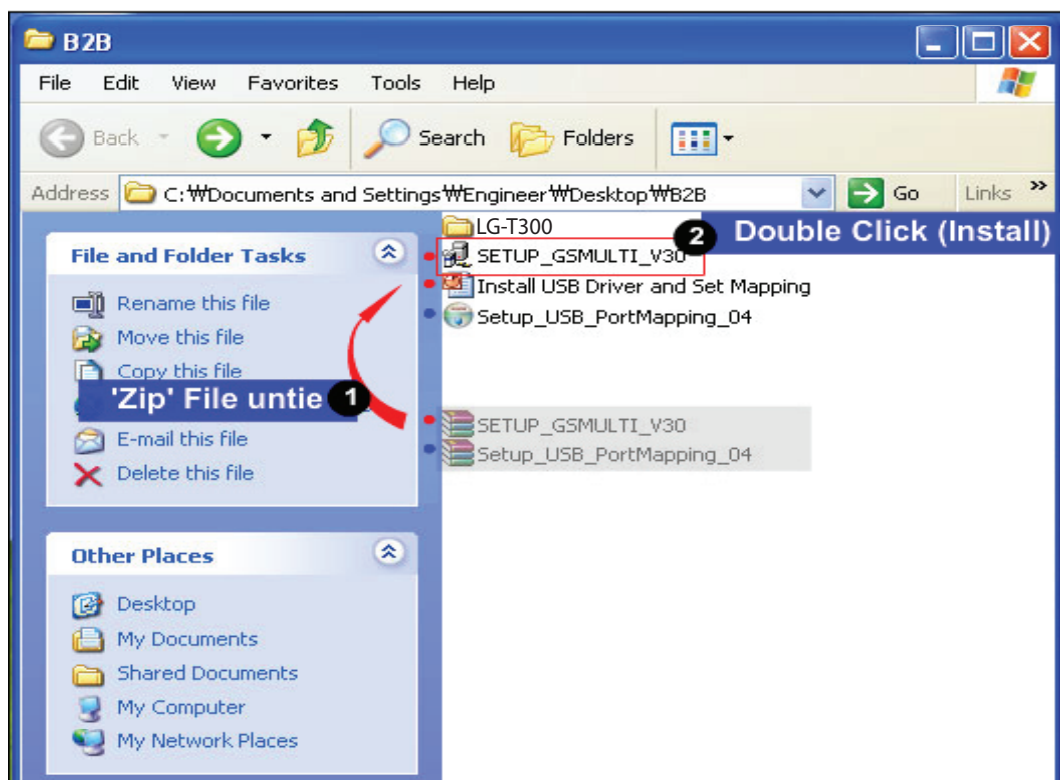 B2B
File Edit View Favorites Tools Help
Back Search Folders
Address C:₩Documents and Settings₩Engineer₩Desktop₩B2B Go Links »
File and Folder Tasks
Rename this file
Move this file
Copy this file
'Zip' File untie 1
E-mail this file
Delete this file
Other Places
Desktop
My Documents
Shared Documents
My Computer
My Network Places
LG-T300
2 Double Click (Install)
SETUP_GSMULTI_V30
Install USB Driver and Set Mapping
Setup_USB_PortMapping_04
SETUP_GSMULTI_V30
Setup_USB_PortMapping_04